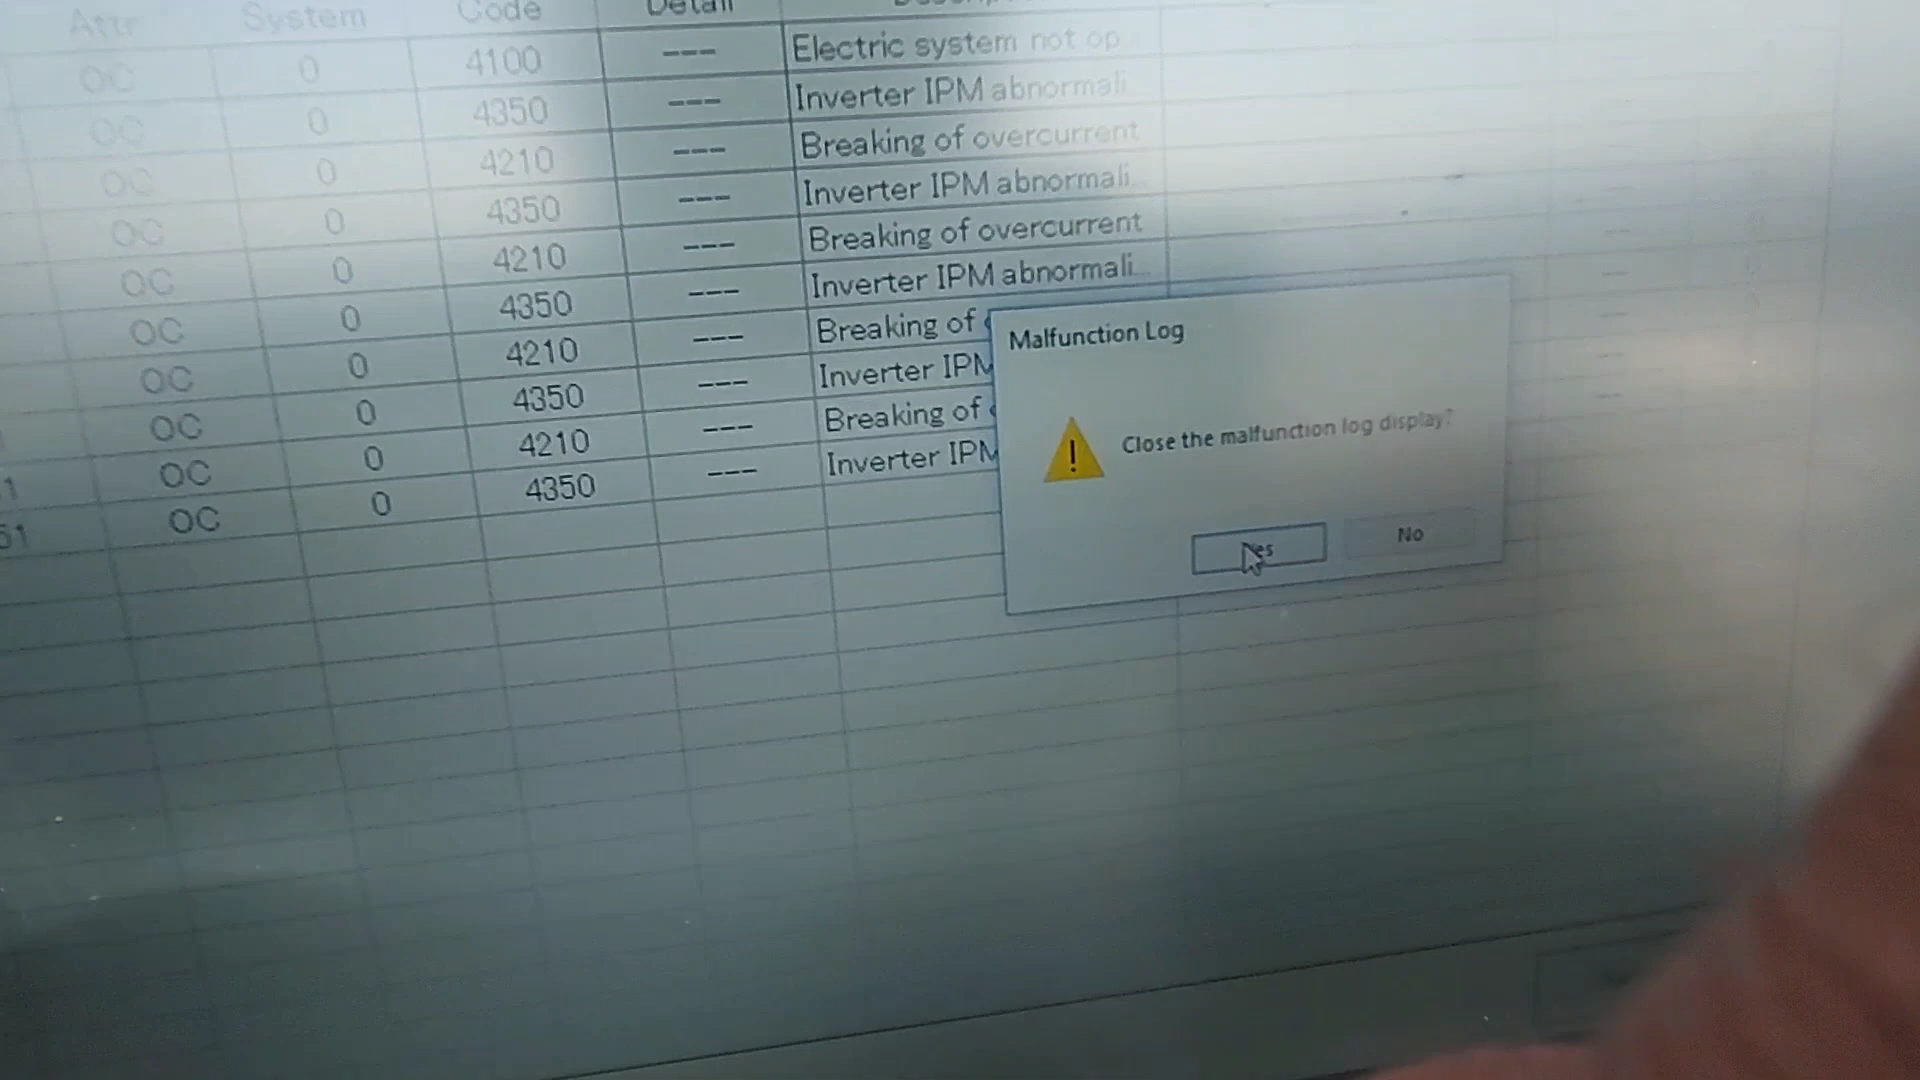 Attr System Code Detail
OC 0 4100 --- Electric system not op
OC 0 4350 --- Inverter IPM abnormali
OC 0 4210 --- Breaking of overcurrent
OC 0 4350 --- Inverter IPM abnormali...
OC 0 4210 --- Breaking of overcurrent
OC 0 4350 --- Inverter IPM abnormali...
OC 0 4210 --- Breaking of
OC 0 4350 --- Inverter IPM
1 OC 0 4210 --- Breaking of
51 OC 0 4350 --- Inverter IPM
Malfunction Log
Close the malfunction log display?
Yes No